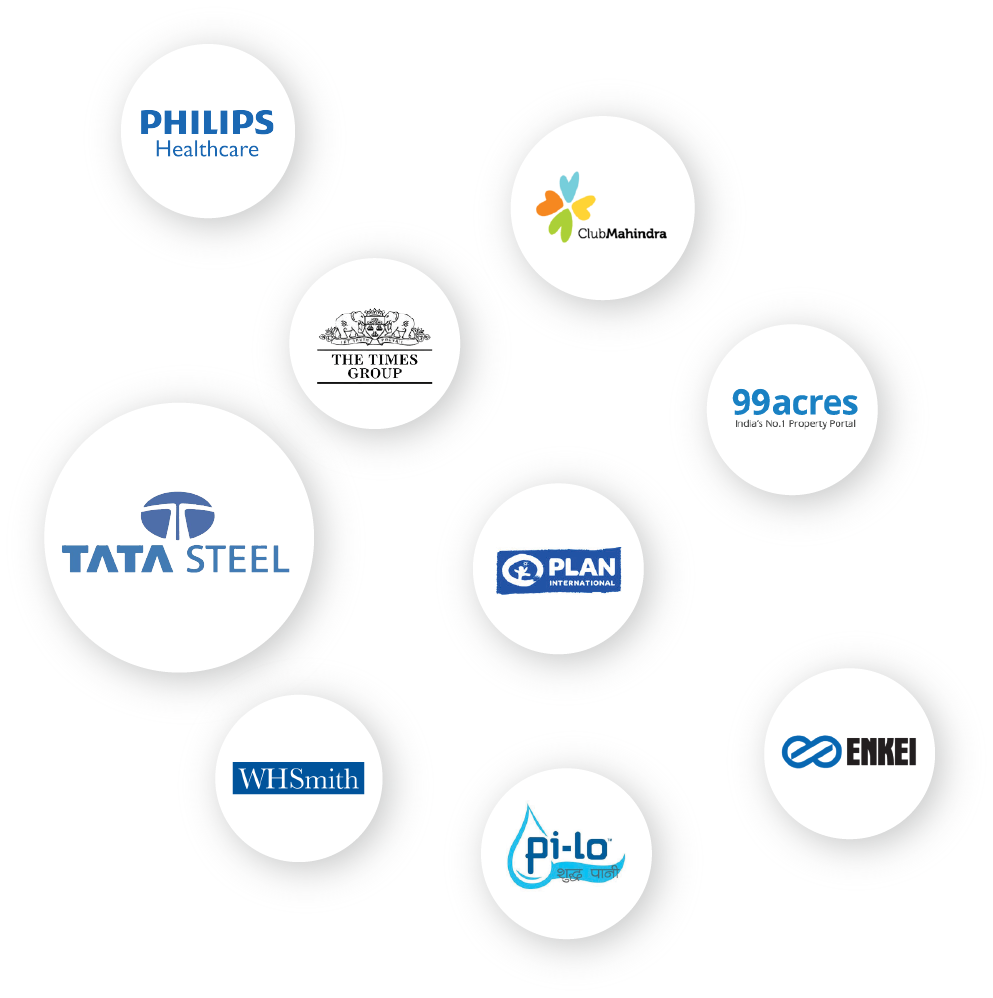 PHILIPS
Healthcare
ClubMahindra
THE TIMES
GROUP
99acres
India's No.1 Property Portal
TATA STEEL
PLAN
INTERNATIONAL
WHSmith
ENKEI
pi-lo™
शुद्ध पानी